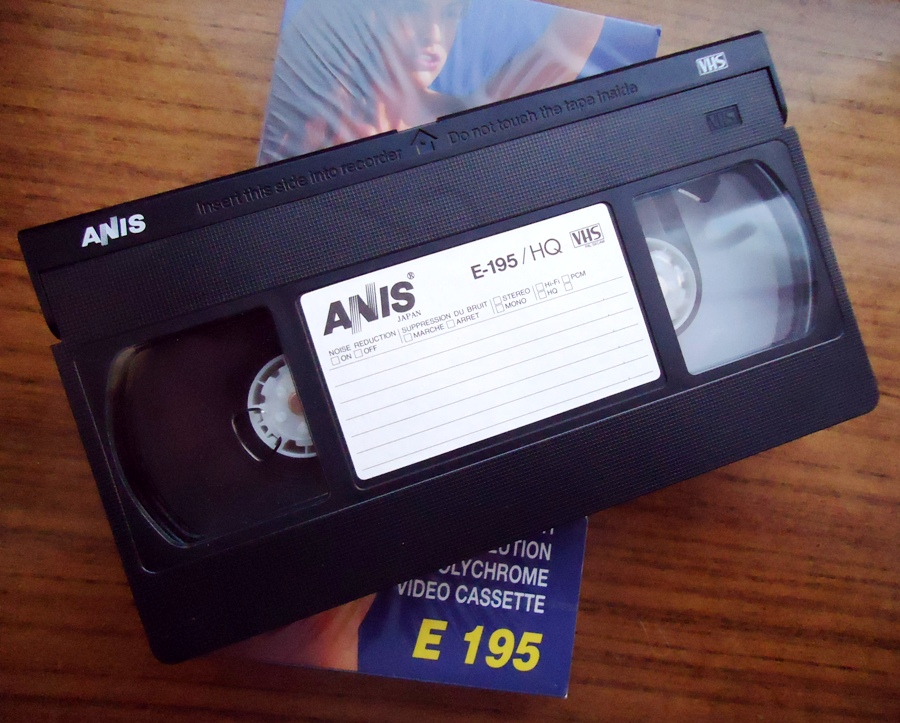 VHS
VHS
Insert this side into recorder
Do not touch the tape inside
ANIS
ANIS®
JAPAN
E-195/HQ
VHS
NOISE REDUCTION
ON OFF
SUPPRESSION DU BRUIT
MARCHE ARRET
STEREO
MONO
Hi-Fi
HQ
PCM
VIDEO CASSETTE
E 195